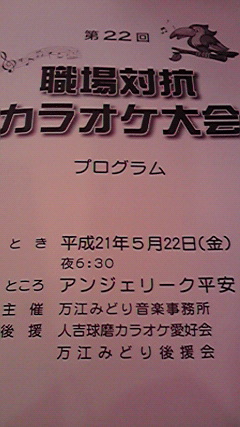 第22回
職場対抗
カラオケ大会
プログラム
とき 平成21年5月22日(金)
夜6:30
ところ アンジェリーク平安
主催 万江みどり音楽事務所
後援 人吉球磨カラオケ愛好会
万江みどり後援会